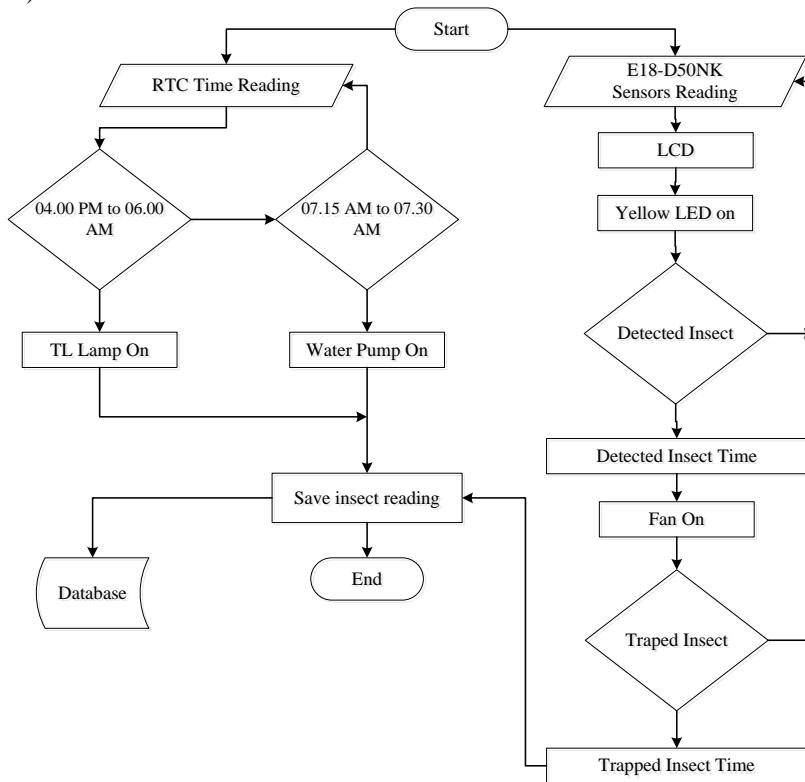 )
Start
RTC Time Reading
E18-D50NK
Sensors Reading
LCD
04.00 PM to 06.00
AM
07.15 AM to 07.30
AM
Yellow LED on
Detected Insect
TL Lamp On
Water Pump On
Detected Insect Time
Save insect reading
Fan On
Database
End
Traped Insect
Trapped Insect Time